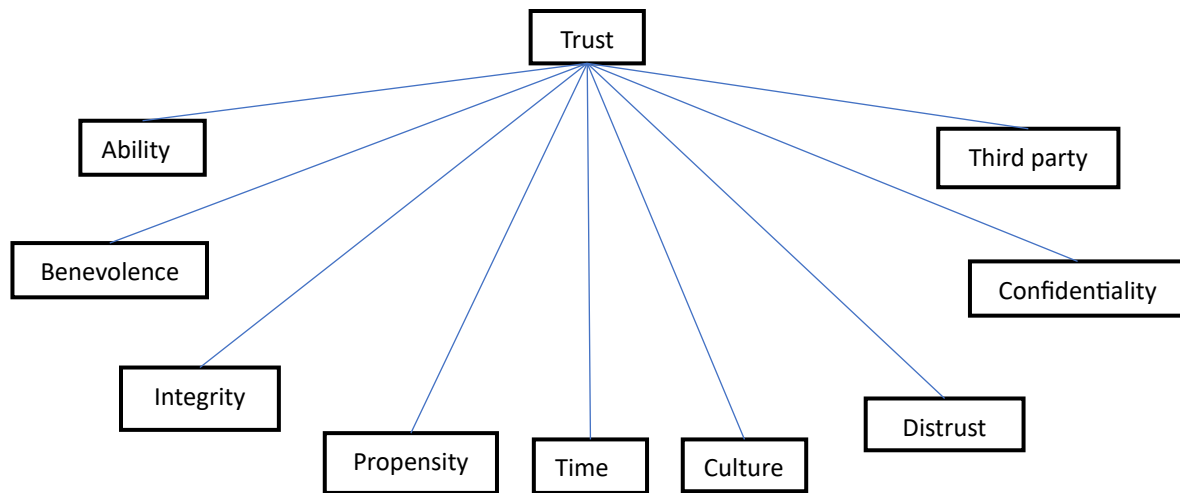 Trust
Ability
Third party
Benevolence
Confidentiality
Integrity
Distrust
Propensity
Time
Culture